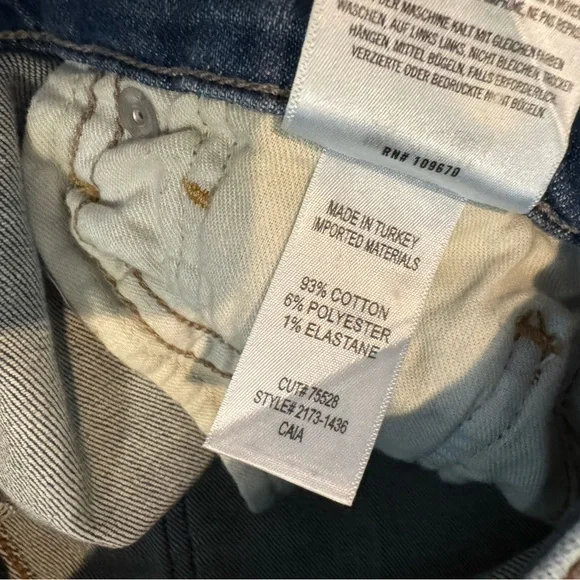 WASCHEN, AUF LINKS LINKS, NICHT BLEICHEN, TROCKEN
HÄNGEN, MITTEL BÜGELN, FALLS ERFORDERLICH,
VERZIERTE ODER BEDRUCKTE NICHT BÜGELN.
DER MASCHINE KALT MIT GLEICHEN FARBEN
RN# 109670
MADE IN TURKEY
IMPORTED MATERIALS
93% COTTON
6% POLYESTER
1% ELASTANE
CUT# 75528
STYLE# 2173-1436
CAIA